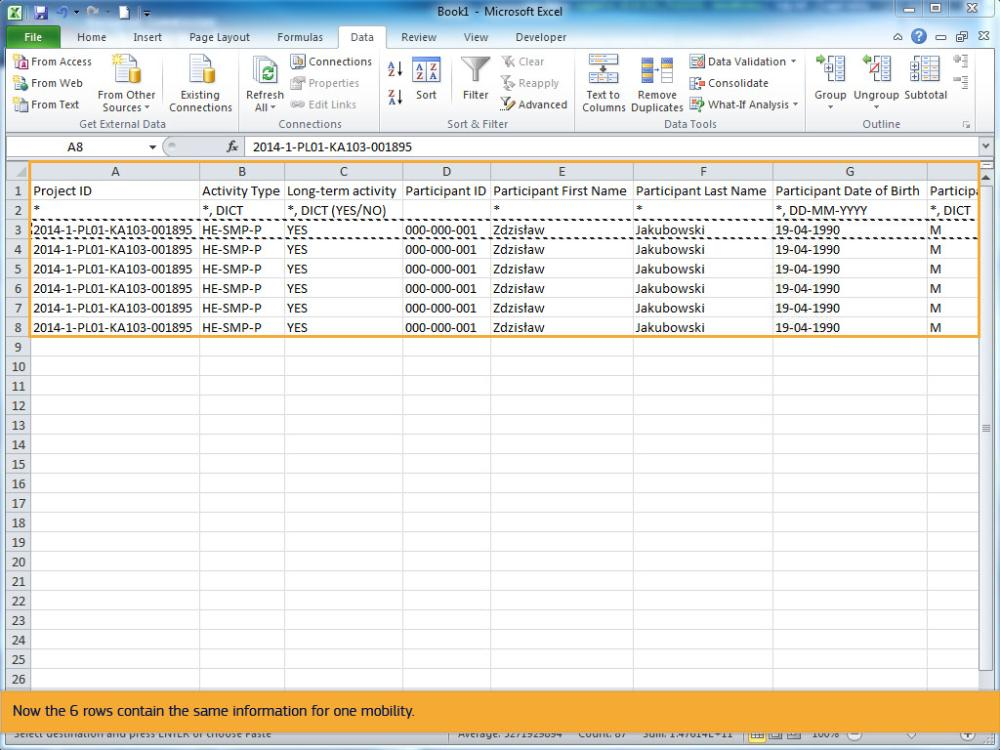 Book1 - Microsoft Excel
File Home Insert Page Layout Formulas Data Review View Developer
From Access
From Web
From Text
From Other Sources
Existing Connections
Get External Data
Refresh All
Connections
Properties
Edit Links
Connections
Sort
Filter
Clear
Reapply
Advanced
Sort & Filter
Text to Columns
Remove Duplicates
Data Validation
Consolidate
What-If Analysis
Data Tools
Group
Ungroup
Subtotal
Outline
A8 fx 2014-1-PL01-KA103-001895
A B C D E F G
1 Project ID Activity Type Long-term activity Participant ID Participant First Name Participant Last Name Participant Date of Birth Particip
2 * *, DICT *, DICT (YES/NO) * * *, DD-MM-YYYY *, DICT
3 2014-1-PL01-KA103-001895 HE-SMP-P YES 000-000-001 Zdzisław Jakubowski 19-04-1990 M
4 2014-1-PL01-KA103-001895 HE-SMP-P YES 000-000-001 Zdzisław Jakubowski 19-04-1990 M
5 2014-1-PL01-KA103-001895 HE-SMP-P YES 000-000-001 Zdzisław Jakubowski 19-04-1990 M
6 2014-1-PL01-KA103-001895 HE-SMP-P YES 000-000-001 Zdzisław Jakubowski 19-04-1990 M
7 2014-1-PL01-KA103-001895 HE-SMP-P YES 000-000-001 Zdzisław Jakubowski 19-04-1990 M
8 2014-1-PL01-KA103-001895 HE-SMP-P YES 000-000-001 Zdzisław Jakubowski 19-04-1990 M
9
10
11
12
13
14
15
16
17
18
19
20
21
22
23
24
25
26
Now the 6 rows contain the same information for one mobility.
Select destination and press ENTER or choose Paste Average: Count: Sum: 100%